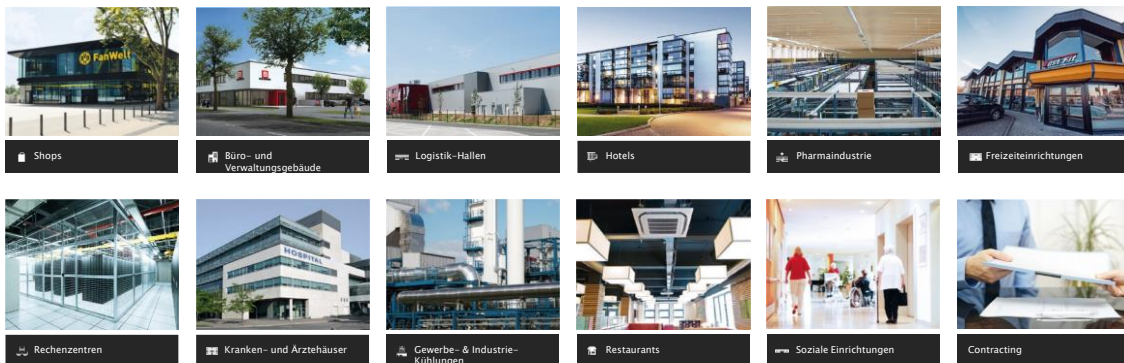 FanWelt
Shops
Büro- und
Verwaltungsgebäude
Logistik-Hallen
Hotels
Pharmaindustrie
Freizeiteinrichtungen
HOSPITAL
Rechenzentren
Kranken- und Ärztehäuser
Gewerbe- & Industrie-
Kühlungen
Restaurants
Soziale Einrichtungen
Contracting